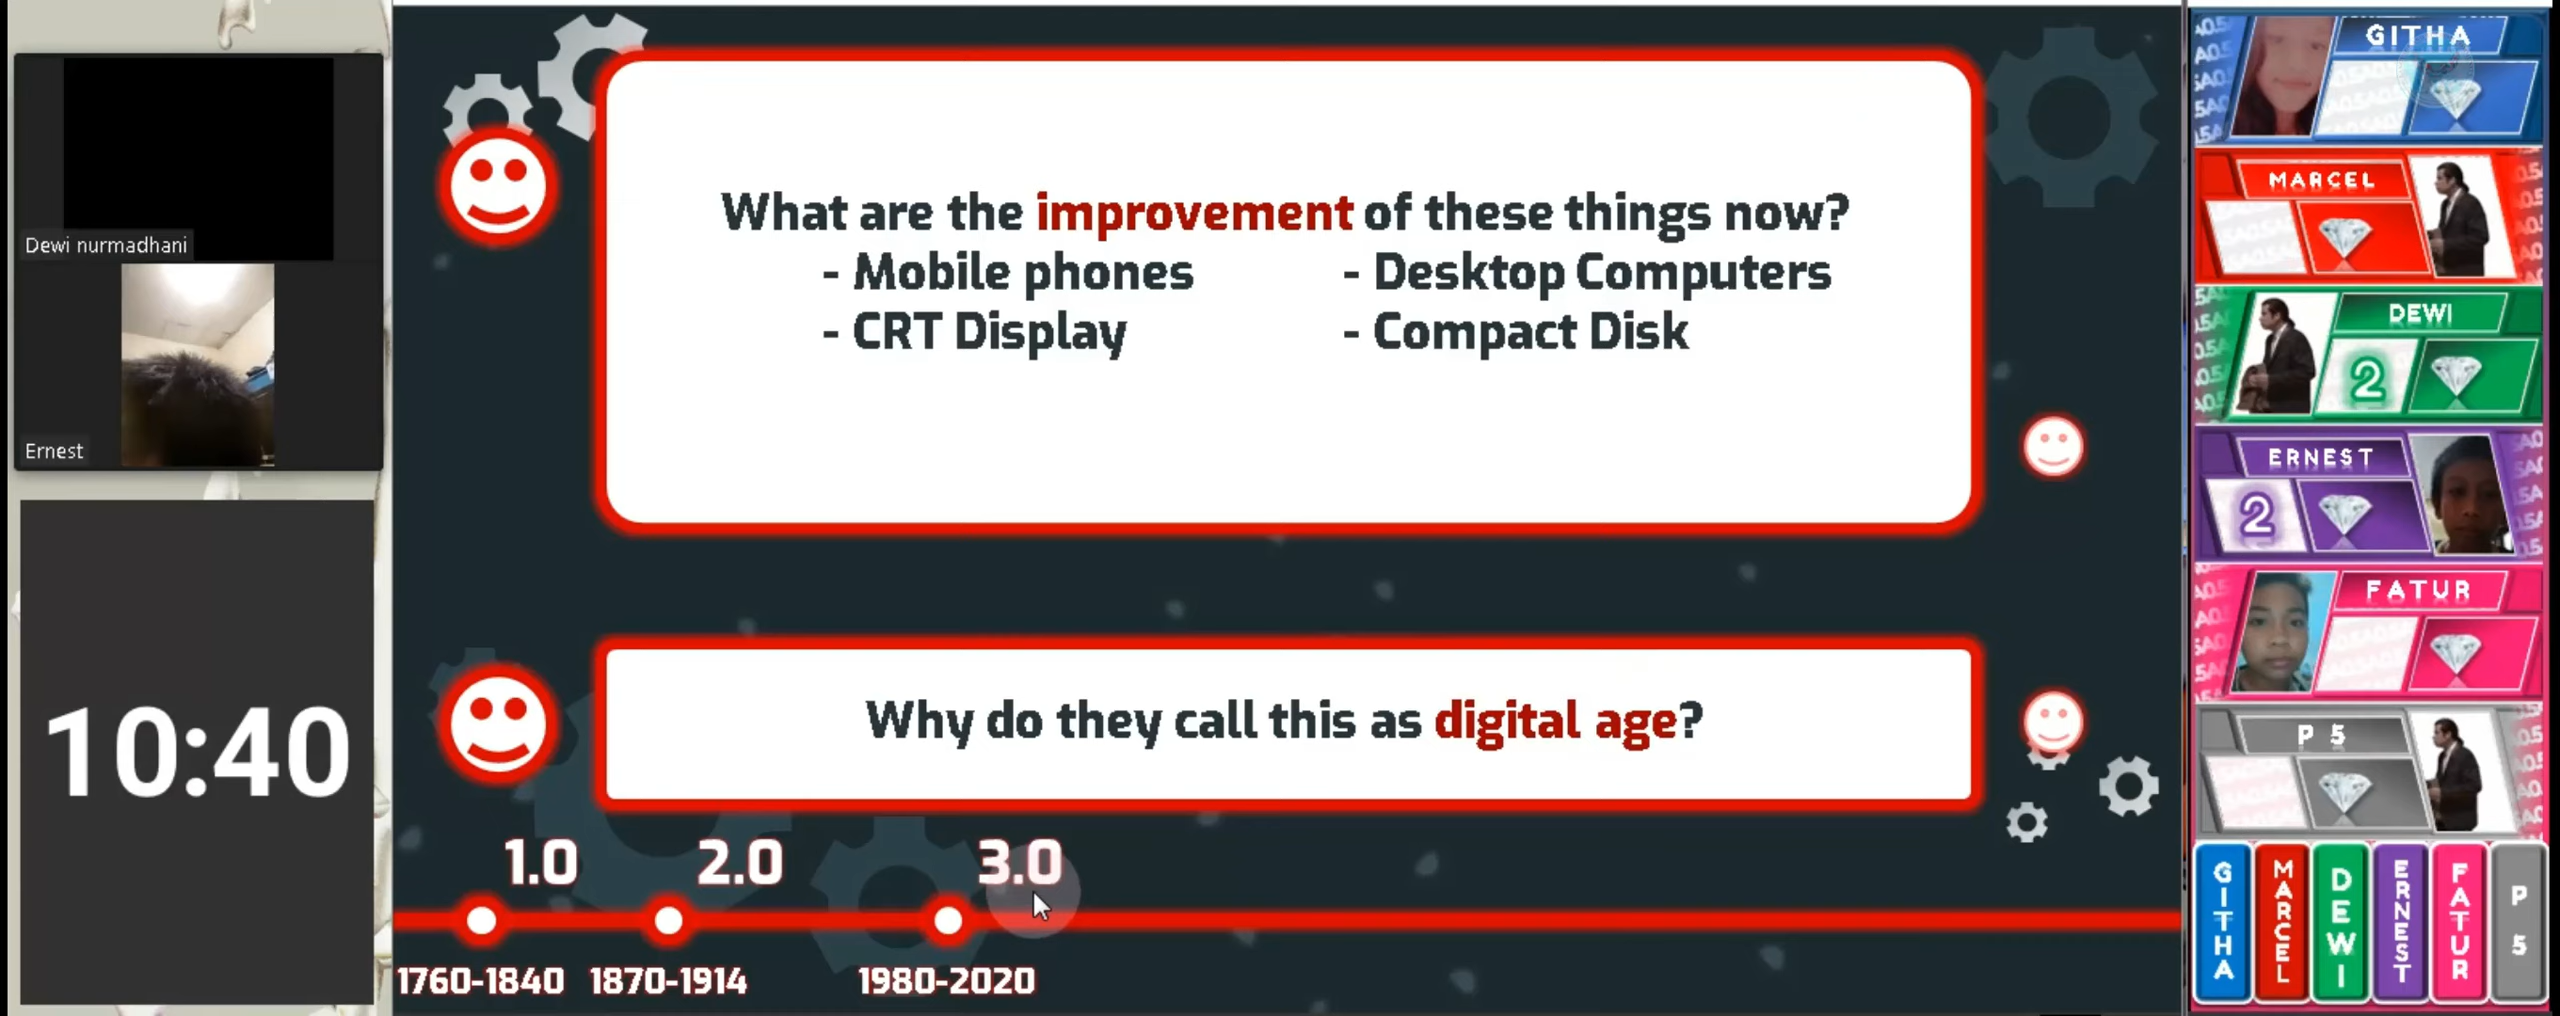 Dewi nurmadhani
Ernest
10:40
What are the improvement of these things now?
- Mobile phones - Desktop Computers
- CRT Display - Compact Disk
Why do they call this as digital age?
1.0 2.0 3.0
1760-1840 1870-1914 1980-2020
GITHA
MARCEL
DEWI
2
ERNEST
2
FATUR
P 5
GITHA MARCEL DEWI ERNEST FATUR P 5